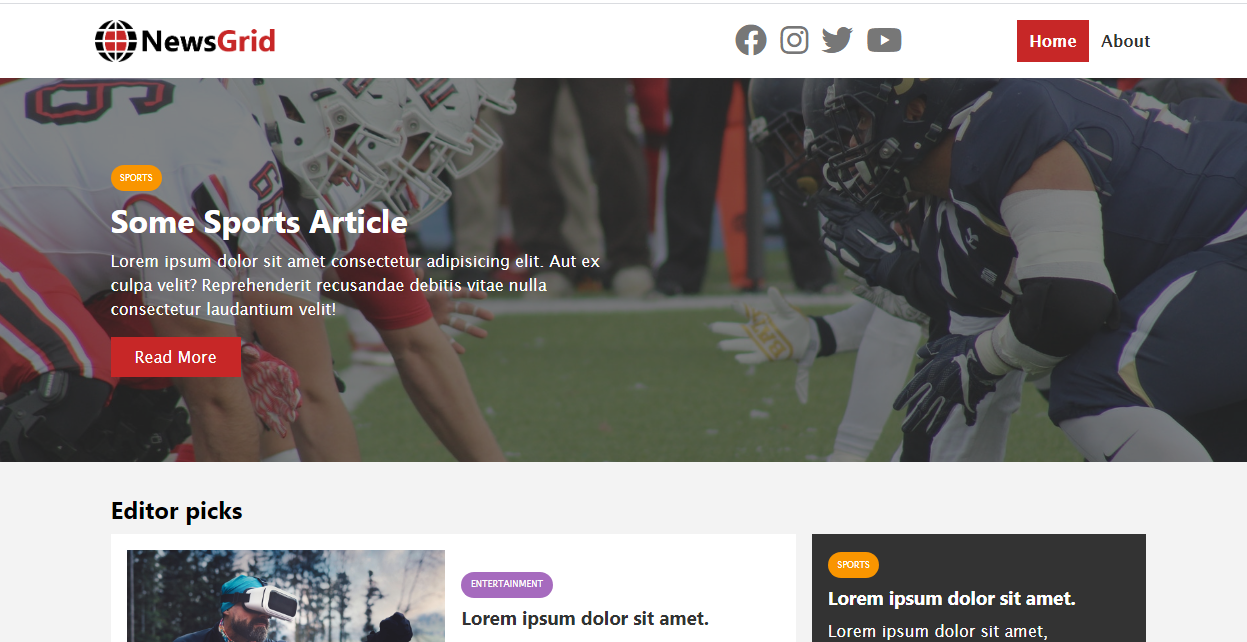 NewsGrid
Home About
SPORTS
Some Sports Article
Lorem ipsum dolor sit amet consectetur adipisicing elit. Aut ex
culpa velit? Reprehenderit recusandae debitis vitae nulla
consectetur laudantium velit!
Read More
Editor picks
ENTERTAINMENT
Lorem ipsum dolor sit amet.
SPORTS
Lorem ipsum dolor sit amet.
Lorem ipsum dolor sit amet,